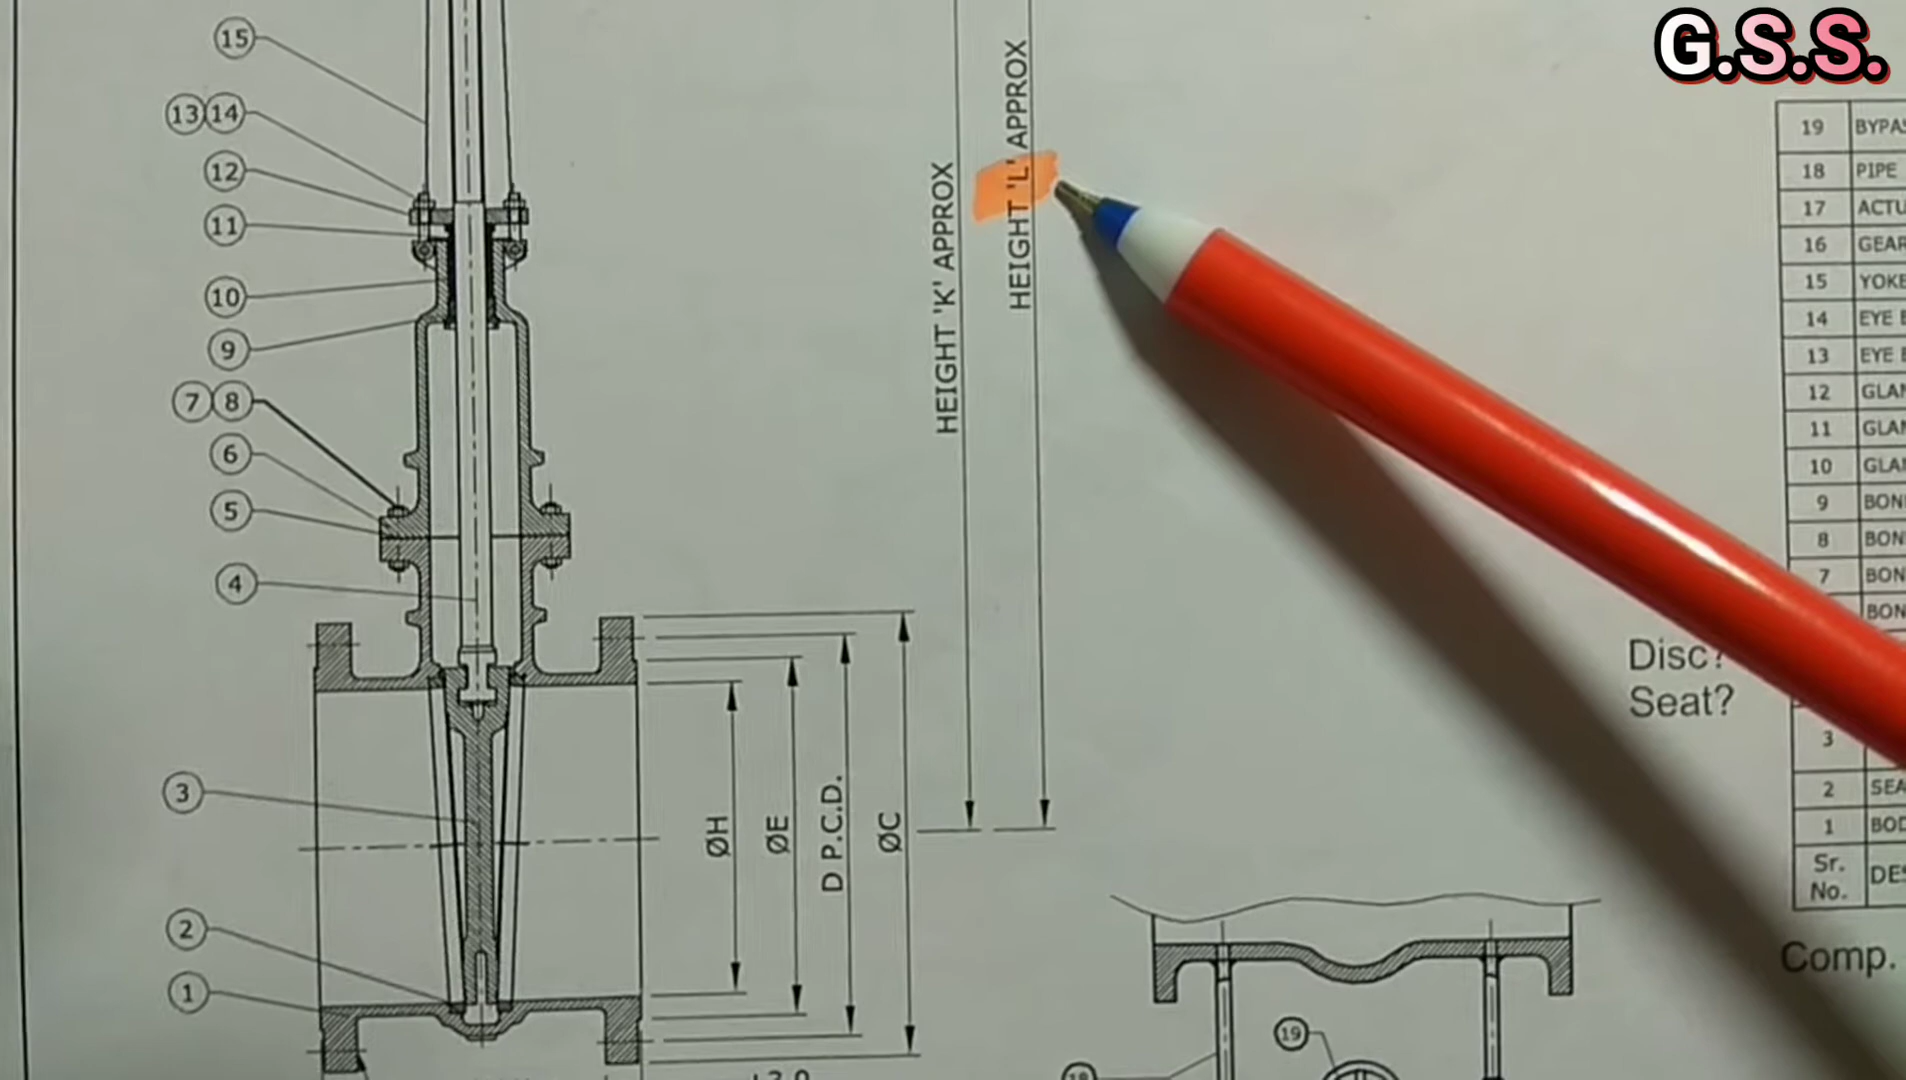 G.S.S.
15
13 14
12
11
10
9
7 8
6
5
4
3
2
1
HEIGHT 'K' APPROX
HEIGHT 'L' APPROX
ØH
ØE
D P.C.D.
ØC
19 BYPAS
18 PIPE
17 ACTU
16 GEAR
15 YOKE
14 EYE B
13 EYE B
12 GLAN
11 GLAN
10 GLAN
9 BON
8 BON
7 BON
BON
3
2 SEA
1 BOD
Sr. No. DES
Disc?
Seat?
Comp.
19
18